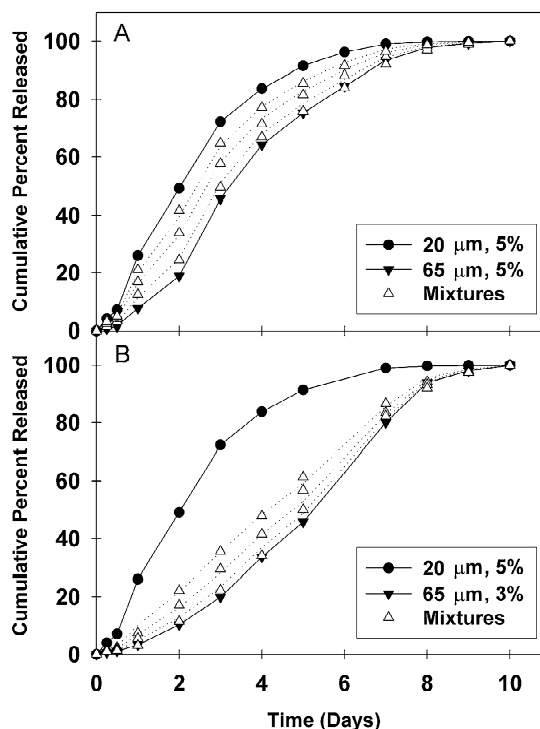 A
100
80
60
40
20
0
Cumulative Percent Released
20 μm, 5%
65 μm, 5%
Mixtures
B
100
80
60
40
20
0
Cumulative Percent Released
20 μm, 5%
65 μm, 3%
Mixtures
0 2 4 6 8 10
Time (Days)